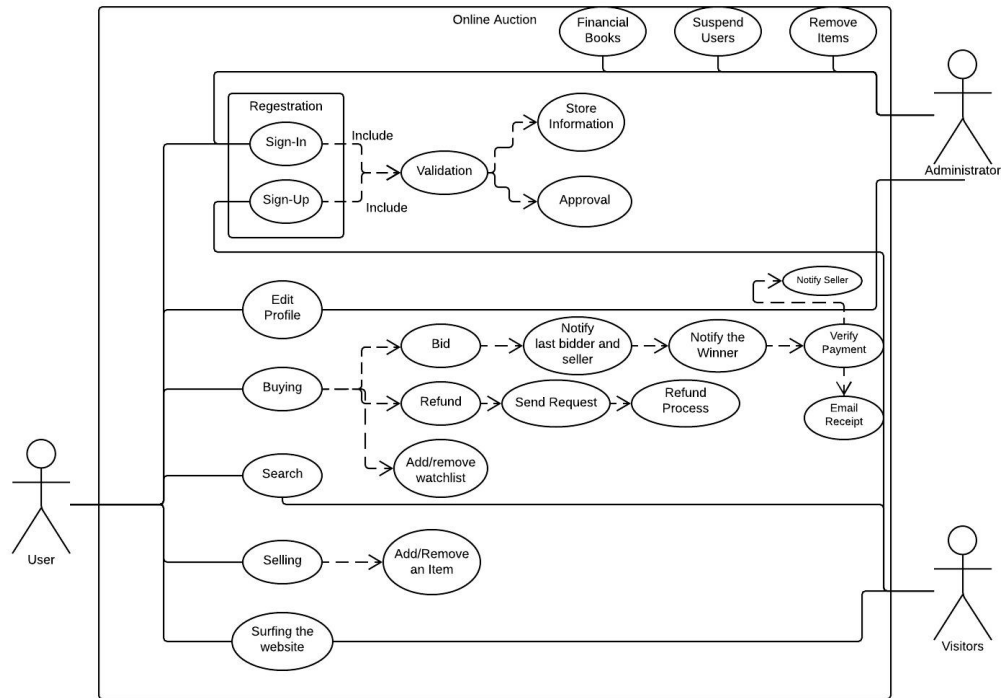 Online Auction
Financial
Books
Suspend
Users
Remove
Items
Regestration
Sign-In
Include
Store
Information
Validation
Administrator
Sign-Up
Include
Approval
Notify Seller
Edit
Profile
Bid
Notify
last bidder and
seller
Notify the
Winner
Verify
Payment
Buying
Refund
Send Request
Refund
Process
Email
Receipt
Search
Add/remove
watchlist
User
Selling
Add/Remove
an Item
Surfing the
website
Visitors